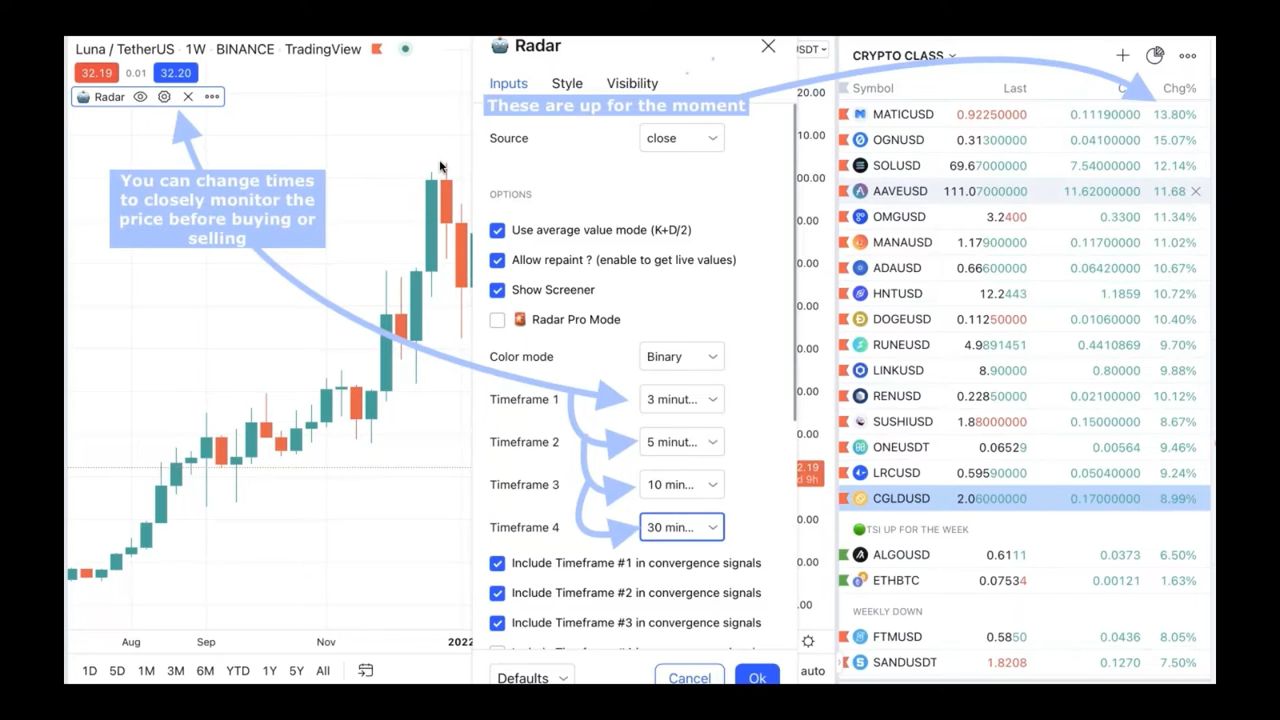 Luna / TetherUS · 1W · BINANCE · TradingView
32.19 0.01 32.20
Radar
You can change times
to closely monitor the
price before buying or
selling
Aug Sep Nov 2022
1D 5D 1M 3M 6M YTD 1Y 5Y All
Radar
Inputs Style Visibility
These are up for the moment
Source close
OPTIONS
Use average value mode (K+D/2)
Allow repaint ? (enable to get live values)
Show Screener
Radar Pro Mode
Color mode Binary
Timeframe 1 3 minut...
Timeframe 2 5 minut...
Timeframe 3 10 min...
Timeframe 4 30 min...
Include Timeframe #1 in convergence signals
Include Timeframe #2 in convergence signals
Include Timeframe #3 in convergence signals
Defaults Cancel Ok
auto
CRYPTO CLASS
Symbol Last Chg%
MATICUSD 0.92250000 0.11190000 13.80%
OGNUSD 0.31300000 0.04100000 15.07%
SOLUSD 69.67000000 7.54000000 12.14%
AAVEUSD 111.07000000 11.62000000 11.68
OMGUSD 3.2400 0.3300 11.34%
MANAUSD 1.17900000 0.11700000 11.02%
ADAUSD 0.66600000 0.06420000 10.67%
HNTUSD 12.2443 1.1859 10.72%
DOGEUSD 0.11250000 0.01060000 10.40%
RUNEUSD 4.9891451 0.4410869 9.70%
LINKUSD 8.90000 0.80000 9.88%
RENUSD 0.22850000 0.02100000 10.12%
SUSHIUSD 1.88000000 0.15000000 8.67%
ONEUSDT 0.06529 0.00564 9.46%
LRCUSD 0.59590000 0.05040000 9.24%
CGLDUSD 2.06000000 0.17000000 8.99%
TSI UP FOR THE WEEK
ALGOUSD 0.6111 0.0373 6.50%
ETHBTC 0.07534 0.00121 1.63%
WEEKLY DOWN
FTMUSD 0.5850 0.0436 8.05%
SANDUSDT 1.8208 0.1270 7.50%